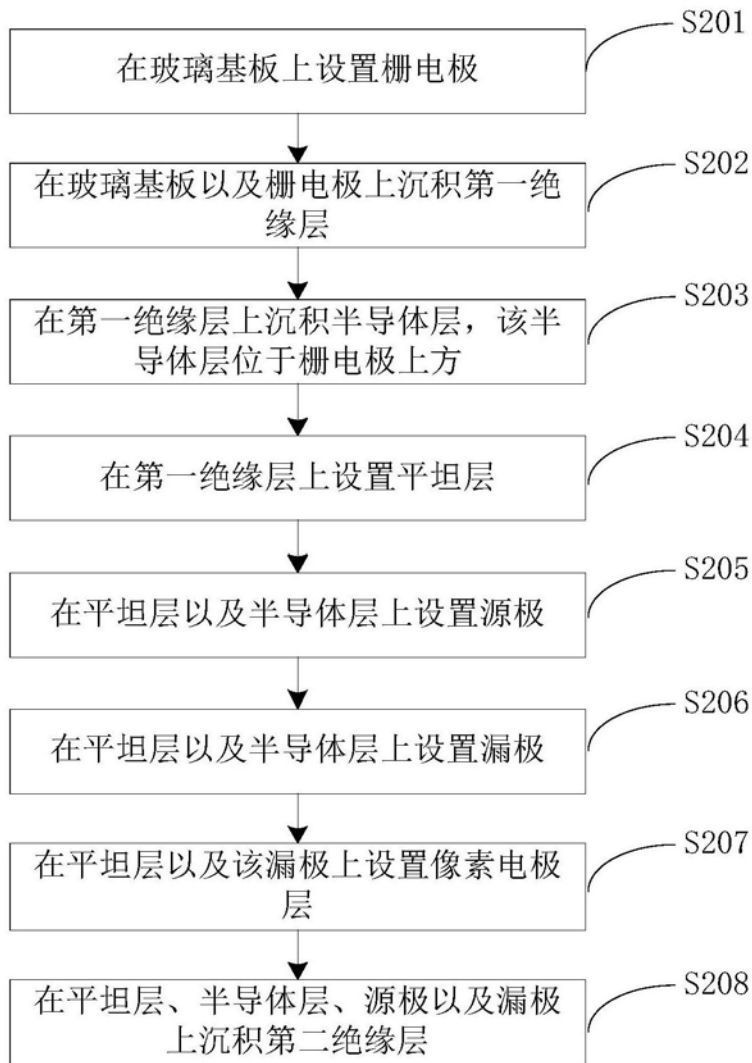 S201
在玻璃基板上设置栅电极
S202
在玻璃基板以及栅电极上沉积第一绝
缘层
S203
在第一绝缘层上沉积半导体层，该半
导体层位于栅电极上方
S204
在第一绝缘层上设置平坦层
S205
在平坦层以及半导体层上设置源极
S206
在平坦层以及半导体层上设置漏极
S207
在平坦层以及该漏极上设置像素电极
层
S208
在平坦层、半导体层、源极以及漏极
上沉积第二绝缘层